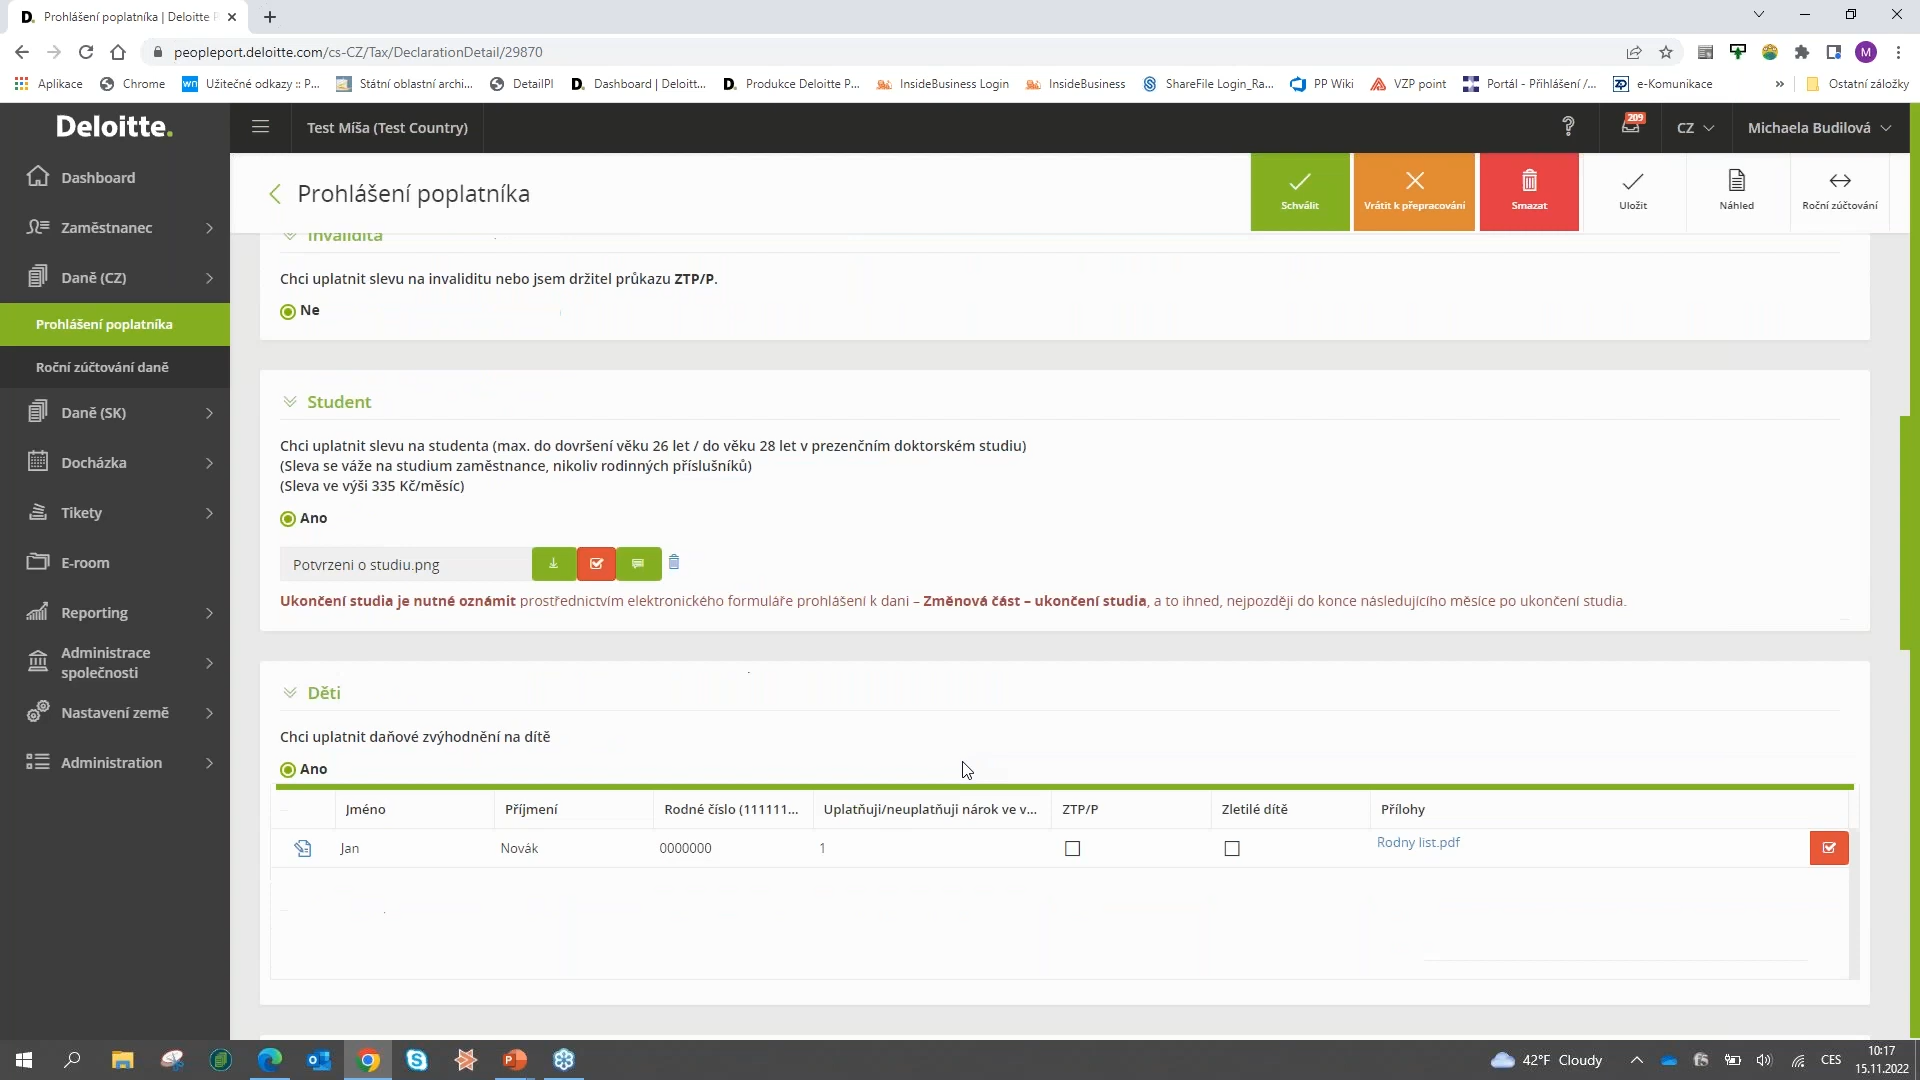 Prohlášení poplatníka | Deloitte P
peopleport.deloitte.com/cs-CZ/Tax/DeclarationDetail/29870
M
Aplikace
Chrome
Užitečné odkazy :: P...
Státní oblastní archi...
DetailPI
Dashboard | Deloitt...
Produkce Deloitte P...
InsideBusiness Login
InsideBusiness
ShareFile Login_Ra...
PP Wiki
VZP point
Portál - Přihlášení /...
e-Komunikace
»
Ostatní záložky
Deloitte.
Test Míša (Test Country)
?
209
CZ
Michaela Budilová
Prohlášení poplatníka
Schválit
Vrátit k přepracování
Smazat
Uložit
Náhled
Roční zúčtování
Dashboard
Zaměstnanec
Daně (CZ)
Prohlášení poplatníka
Roční zúčtování daně
Daně (SK)
Docházka
Tikety
E-room
Reporting
Administrace
společnosti
Nastavení země
Administration
Invalidita
Chci uplatnit slevu na invaliditu nebo jsem držitel průkazu ZTP/P.
Ne
Student
Chci uplatnit slevu na studenta (max. do dovršení věku 26 let / do věku 28 let v prezenčním doktorském studiu)
(Sleva se váže na studium zaměstnance, nikoliv rodinných příslušníků)
(Sleva ve výši 335 Kč/měsíc)
Ano
Potvrzeni o studiu.png
Ukončení studia je nutné oznámit prostřednictvím elektronického formuláře prohlášení k dani – Změnová část – ukončení studia, a to ihned, nejpozději do konce následujícího měsíce po ukončení studia.
Děti
Chci uplatnit daňové zvýhodnění na dítě
Ano
Jméno Příjmení Rodné číslo (111111... Uplatňuji/neuplatňuji nárok ve v... ZTP/P Zletilé dítě Přílohy
Jan Novák 0000000 1 Rodny list.pdf
42°F Cloudy
CES
10:17
15.11.2022